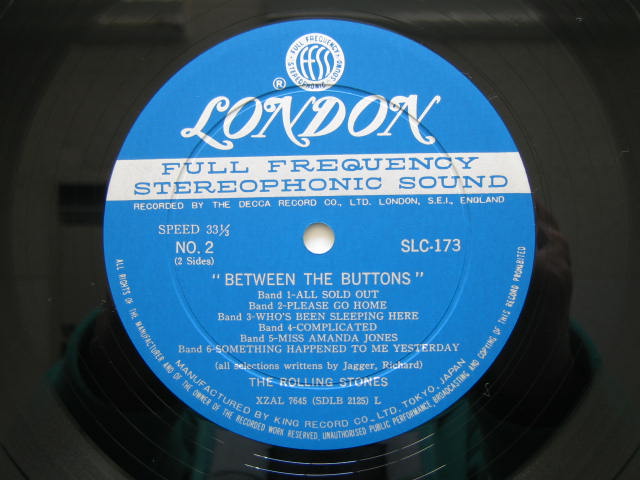 FULL FREQUENCY
FFSS
STEREOPHONIC SOUND
®
LONDON
FULL FREQUENCY
STEREOPHONIC SOUND
RECORDED BY THE DECCA RECORD CO., LTD. LONDON, S.E.I., ENGLAND
SPEED 33⅓
NO. 2
(2 Sides)
SLC-173
"BETWEEN THE BUTTONS"
Band 1-ALL SOLD OUT
Band 2-PLEASE GO HOME
Band 3-WHO'S BEEN SLEEPING HERE
Band 4-COMPLICATED
Band 5-MISS AMANDA JONES
Band 6-SOMETHING HAPPENED TO ME YESTERDAY
(all selections writtens by Jagger, Richard)
THE ROLLING STONES
XZAL 7645 (SDLB 2125) L
MANUFACTURED BY KING RECORD CO., LTD. TOKYO, JAPAN
ALL RIGHTS OF THE MANUFACTURER AND OF THE OWNER OF THE RECORDED WORK RESERVED, UNAUTHORISED PUBLIC PERFORMANCE, BROADCASTING AND COPYING OF THIS RECORD PROHIBITED